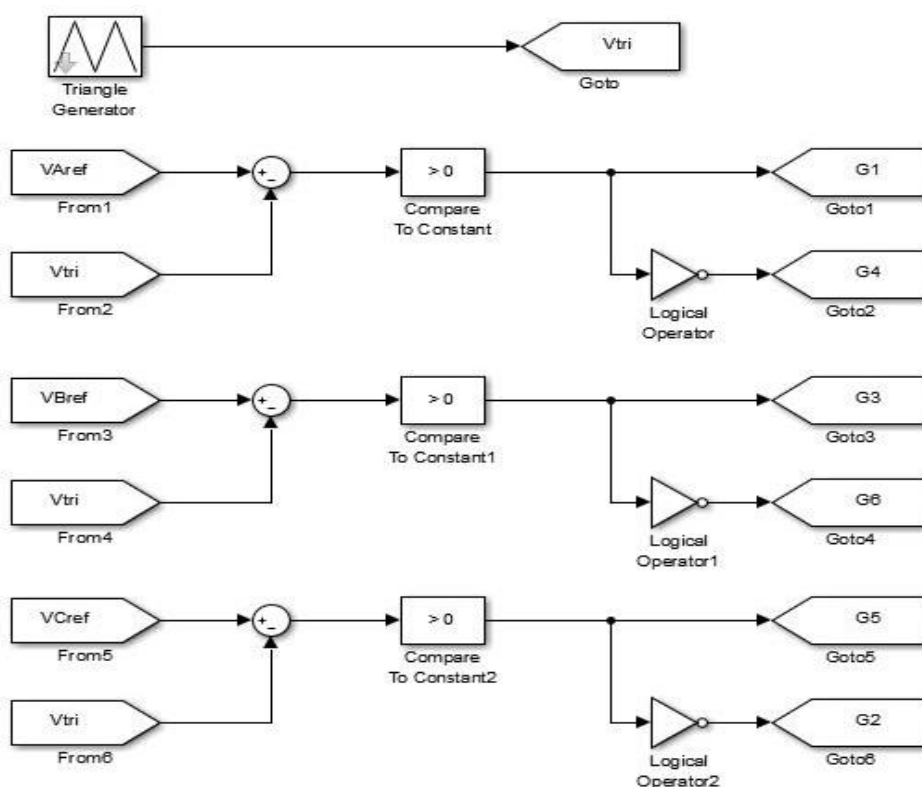 Vtri
Triangle
Generator
Goto
VAref
+-
> 0
G1
From1
Compare
To Constant
Goto1
Vtri
G4
From2
Logical
Operator
Goto2
VBref
+-
> 0
G3
From3
Compare
To Constant1
Goto3
Vtri
G6
From4
Logical
Operator1
Goto4
VCref
+-
> 0
G5
From5
Compare
To Constant2
Goto5
Vtri
G2
From6
Logical
Operator2
Goto6